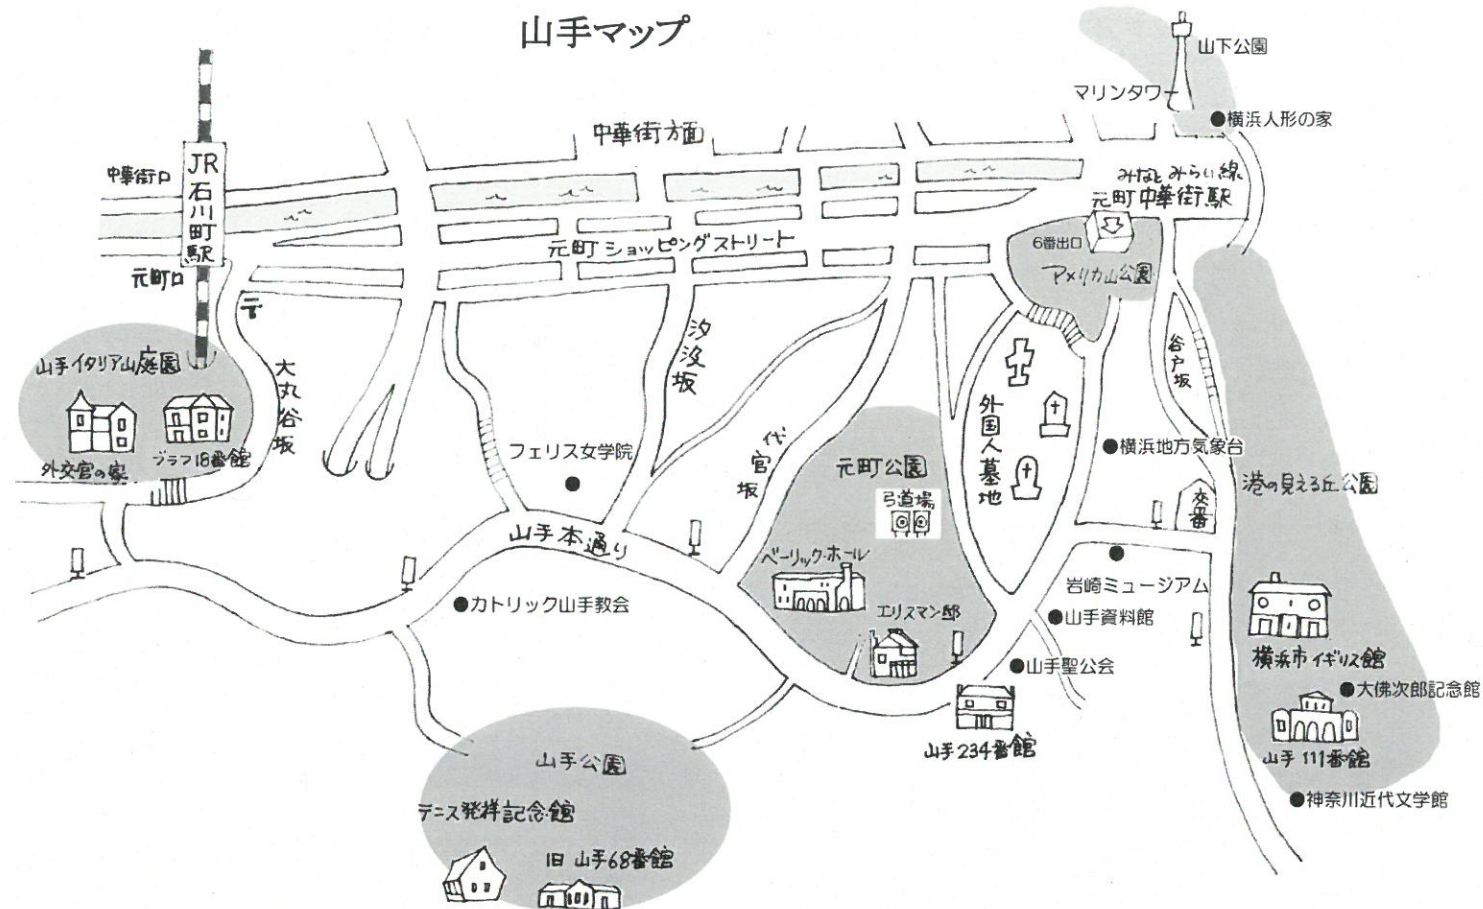 山手マップ
山下公園
マリンタワー
●横浜人形の家
中華街方面
中華街口
JR石川町駅
元町口
みなとみらい線
元町中華街駅
6番出口
アメリカ山公園
元町ショッピングストリート
〒
山手イタリア山庭園
外交官の家
ブラフ18番館
大丸谷坂
汐汲坂
代官坂
谷戸坂
フェリス女学院
外国人墓地
●横浜地方気象台
元町公園
弓道場
港の見える丘公園
交番
山手本通り
ベーリック・ホール
エリスマン邸
岩崎ミュージアム
●山手資料館
●カトリック山手教会
●山手聖公会
横浜市イギリス館
●大佛次郎記念館
山手234番館
山手111番館
●神奈川近代文学館
山手公園
テニス発祥記念館
旧山手68番館